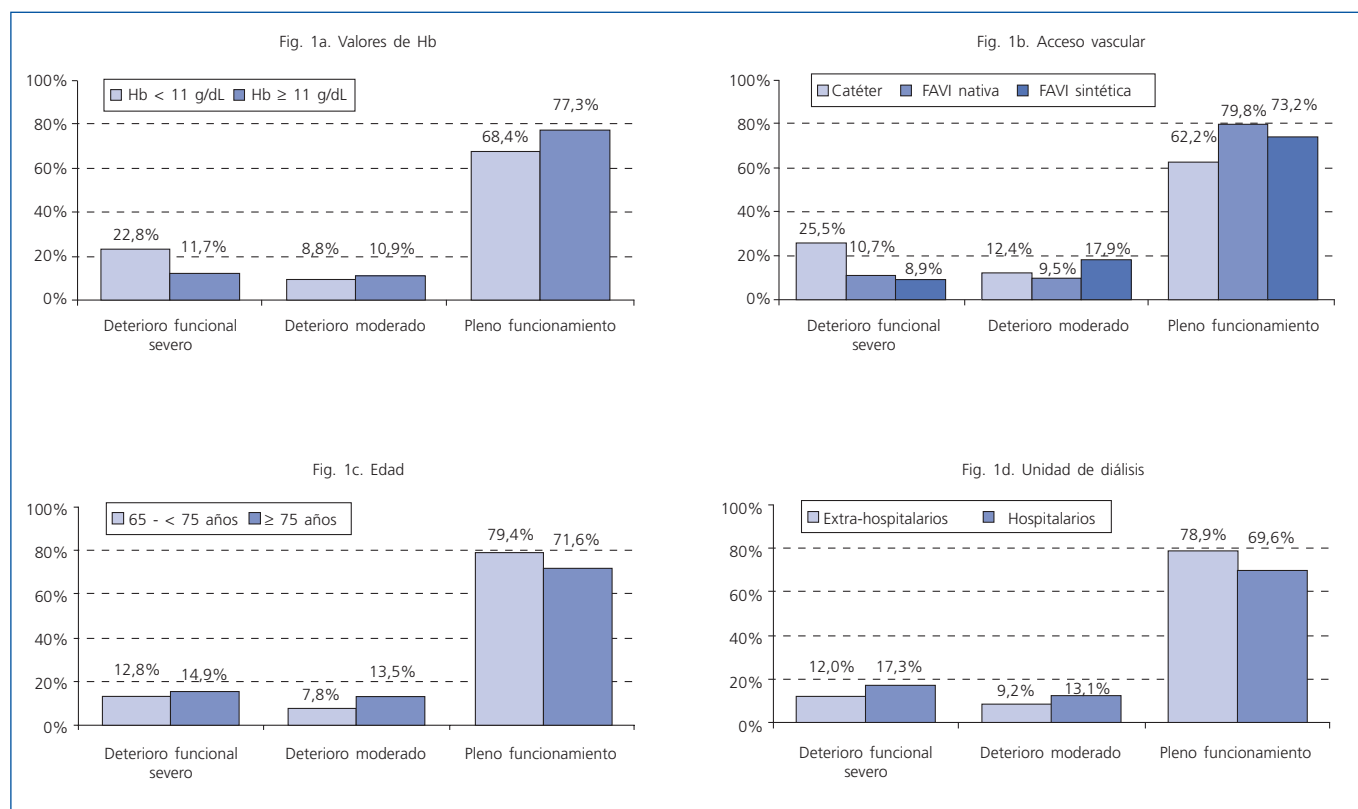 Fig. 1a. Valores de Hb
100%
80%
60%
40%
20%
0%
Hb < 11 g/dL Hb ≥ 11 g/dL
22,8%
11,7%
8,8%
10,9%
68,4%
77,3%
Deterioro funcional
severo
Deterioro moderado
Pleno funcionamiento
Fig. 1b. Acceso vascular
100%
80%
60%
40%
20%
0%
Catéter FAVI nativa FAVI sintética
25,5%
10,7%
8,9%
12,4%
9,5%
17,9%
62,2%
79,8%
73,2%
Deterioro funcional
severo
Deterioro moderado
Pleno funcionamiento
Fig. 1c. Edad
100%
80%
60%
40%
20%
0%
65 - < 75 años ≥ 75 años
12,8%
14,9%
7,8%
13,5%
79,4%
71,6%
Deterioro funcional
severo
Deterioro moderado
Pleno funcionamiento
Fig. 1d. Unidad de diálisis
100%
80%
60%
40%
20%
0%
Extra-hospitalarios Hospitalarios
12,0%
17,3%
9,2%
13,1%
78,9%
69,6%
Deterioro funcional
severo
Deterioro moderado
Pleno funcionamiento